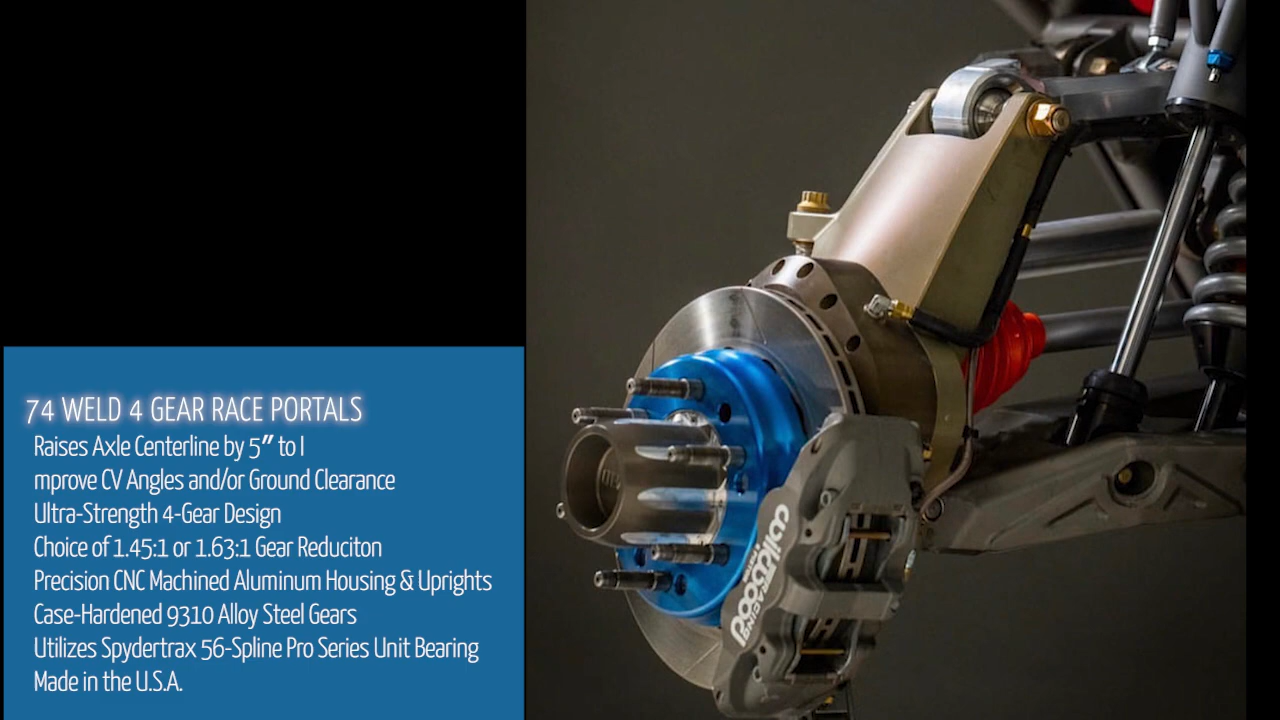 74 WELD 4 GEAR RACE PORTALS
Raises Axle Centerline by 5″ to I
mprove CV Angles and/or Ground Clearance
Ultra-Strength 4-Gear Design
Choice of 1.45:1 or 1.63:1 Gear Reduciton
Precision CNC Machined Aluminum Housing & Uprights
Case-Hardened 9310 Alloy Steel Gears
Utilizes Spydertrax 56-Spline Pro Series Unit Bearing
Made in the U.S.A.
wilwood
RACING